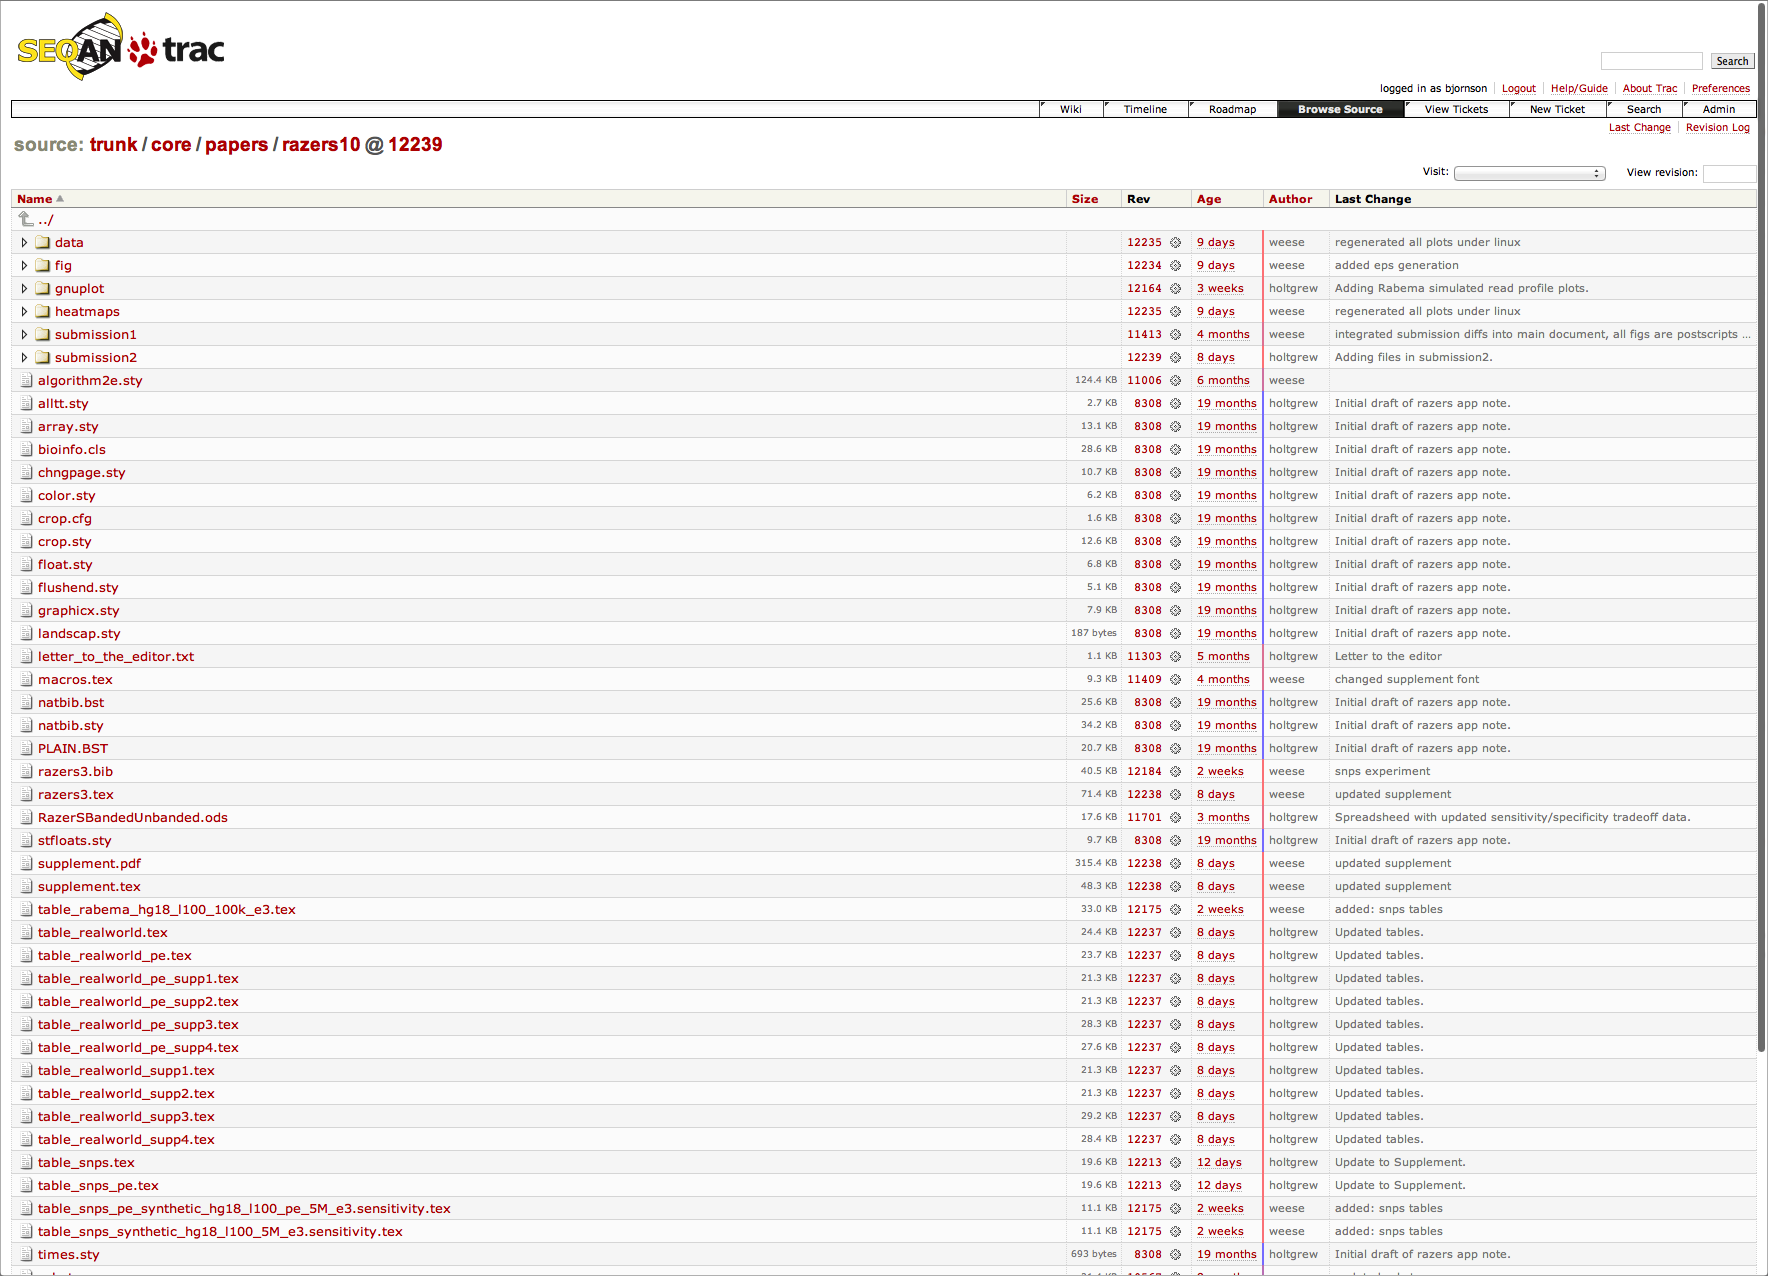 SEQAN trac
Search
logged in as bjornson Logout Help/Guide About Trac Preferences
Wiki Timeline Roadmap Browse Source View Tickets New Ticket Search Admin
Last Change Revision Log
source: trunk / core / papers / razers10 @ 12239
Visit: View revision:
Name Size Rev Age Author Last Change
../
data 12235 9 days weese regenerated all plots under linux
fig 12234 9 days weese added eps generation
gnuplot 12164 3 weeks holtgrew Adding Rabema simulated read profile plots.
heatmaps 12235 9 days weese regenerated all plots under linux
submission1 11413 4 months weese integrated submission diffs into main document, all figs are postscripts ...
submission2 12239 8 days holtgrew Adding files in submission2.
algorithm2e.sty 124.4 KB 11006 6 months weese
alltt.sty 2.7 KB 8308 19 months holtgrew Initial draft of razers app note.
array.sty 13.1 KB 8308 19 months holtgrew Initial draft of razers app note.
bioinfo.cls 28.6 KB 8308 19 months holtgrew Initial draft of razers app note.
chngpage.sty 10.7 KB 8308 19 months holtgrew Initial draft of razers app note.
color.sty 6.2 KB 8308 19 months holtgrew Initial draft of razers app note.
crop.cfg 1.6 KB 8308 19 months holtgrew Initial draft of razers app note.
crop.sty 12.6 KB 8308 19 months holtgrew Initial draft of razers app note.
float.sty 6.8 KB 8308 19 months holtgrew Initial draft of razers app note.
flushend.sty 5.1 KB 8308 19 months holtgrew Initial draft of razers app note.
graphicx.sty 7.9 KB 8308 19 months holtgrew Initial draft of razers app note.
landscap.sty 187 bytes 8308 19 months holtgrew Initial draft of razers app note.
letter_to_the_editor.txt 1.1 KB 11303 5 months holtgrew Letter to the editor
macros.tex 9.3 KB 11409 4 months weese changed supplement font
natbib.bst 25.6 KB 8308 19 months holtgrew Initial draft of razers app note.
natbib.sty 34.2 KB 8308 19 months holtgrew Initial draft of razers app note.
PLAIN.BST 20.7 KB 8308 19 months holtgrew Initial draft of razers app note.
razers3.bib 40.5 KB 12184 2 weeks weese snps experiment
razers3.tex 71.4 KB 12238 8 days weese updated supplement
RazerSBandedUnbanded.ods 17.6 KB 11701 3 months holtgrew Spreadsheed with updated sensitivity/specificity tradeoff data.
stfloats.sty 9.7 KB 8308 19 months holtgrew Initial draft of razers app note.
supplement.pdf 315.4 KB 12238 8 days weese updated supplement
supplement.tex 48.3 KB 12238 8 days weese updated supplement
table_rabema_hg18_l100_100k_e3.tex 33.0 KB 12175 2 weeks weese added: snps tables
table_realworld.tex 24.4 KB 12237 8 days holtgrew Updated tables.
table_realworld_pe.tex 23.7 KB 12237 8 days holtgrew Updated tables.
table_realworld_pe_supp1.tex 21.3 KB 12237 8 days holtgrew Updated tables.
table_realworld_pe_supp2.tex 21.3 KB 12237 8 days holtgrew Updated tables.
table_realworld_pe_supp3.tex 28.3 KB 12237 8 days holtgrew Updated tables.
table_realworld_pe_supp4.tex 27.6 KB 12237 8 days holtgrew Updated tables.
table_realworld_supp1.tex 21.3 KB 12237 8 days holtgrew Updated tables.
table_realworld_supp2.tex 21.3 KB 12237 8 days holtgrew Updated tables.
table_realworld_supp3.tex 29.2 KB 12237 8 days holtgrew Updated tables.
table_realworld_supp4.tex 28.4 KB 12237 8 days holtgrew Updated tables.
table_snps.tex 19.6 KB 12213 12 days holtgrew Update to Supplement.
table_snps_pe.tex 19.6 KB 12213 12 days holtgrew Update to Supplement.
table_snps_pe_synthetic_hg18_l100_pe_5M_e3.sensitivity.tex 11.1 KB 12175 2 weeks weese added: snps tables
table_snps_synthetic_hg18_l100_5M_e3.sensitivity.tex 11.1 KB 12175 2 weeks weese added: snps tables
times.sty 693 bytes 8308 19 months holtgrew Initial draft of razers app note.